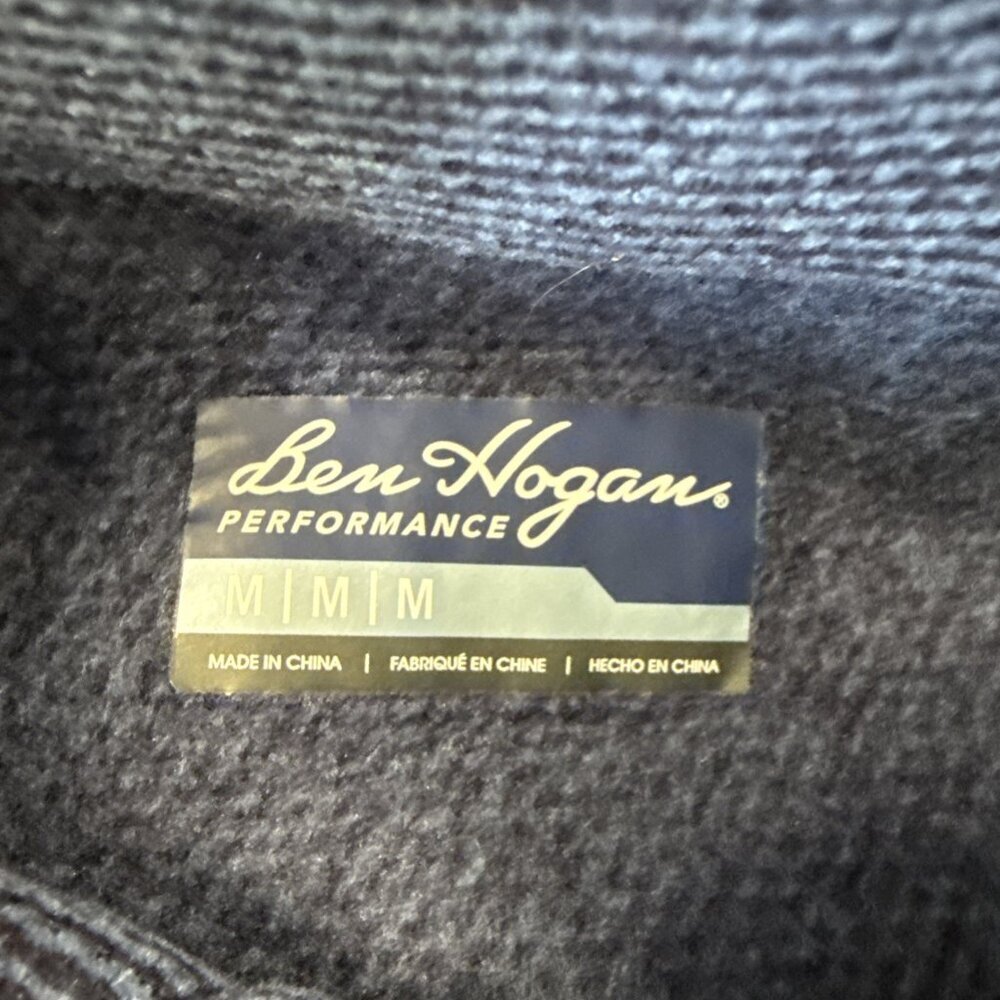 Ben Hogan®
PERFORMANCE
M | M | M
MADE IN CHINA | FABRIQUÉ EN CHINE | HECHO EN CHINA